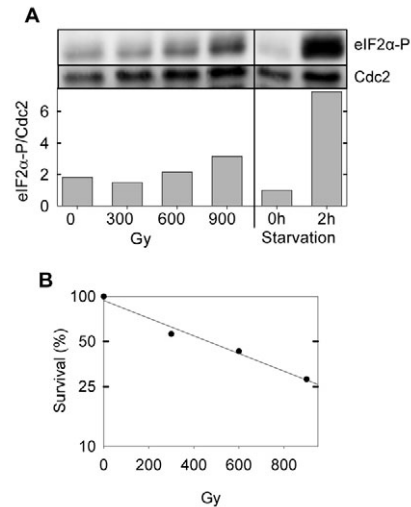 A
eIF2α-P
Cdc2
eIF2α-P/Cdc2
6
4
2
0
0 300 600 900 0h 2h
Gy Starvation
B
Survival (%)
100
50
25
10
0 200 400 600 800
Gy